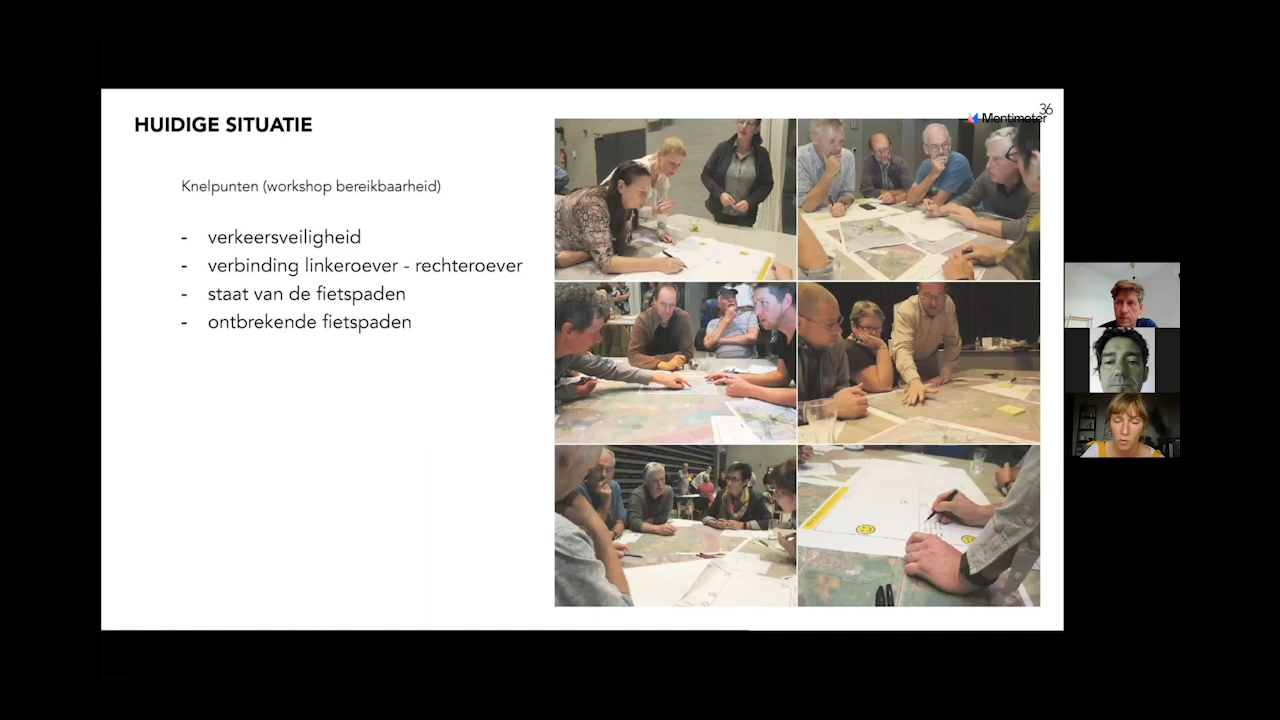 36
Mentimeter
HUIDIGE SITUATIE
Knelpunten (workshop bereikbaarheid)
- verkeersveiligheid
- verbinding linkeroever - rechteroever
- staat van de fietspaden
- ontbrekende fietspaden